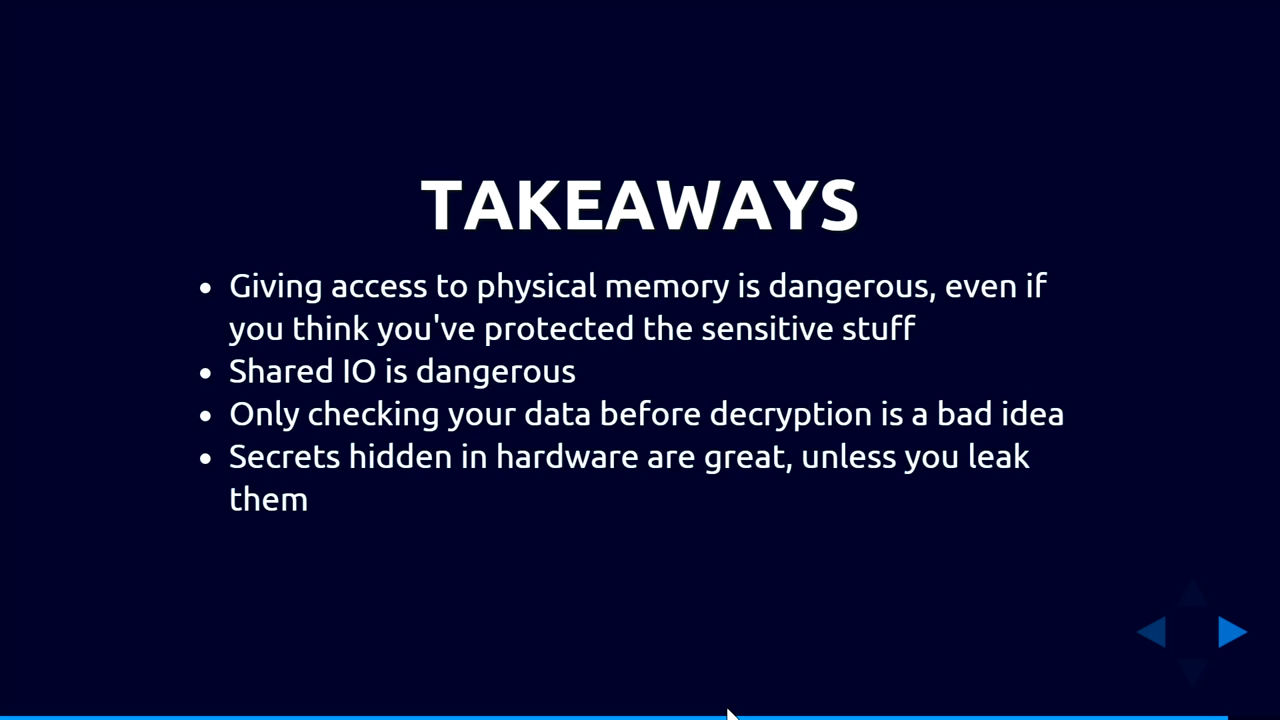 TAKEAWAYS
• Giving access to physical memory is dangerous, even if
you think you've protected the sensitive stuff
• Shared IO is dangerous
• Only checking your data before decryption is a bad idea
• Secrets hidden in hardware are great, unless you leak
them